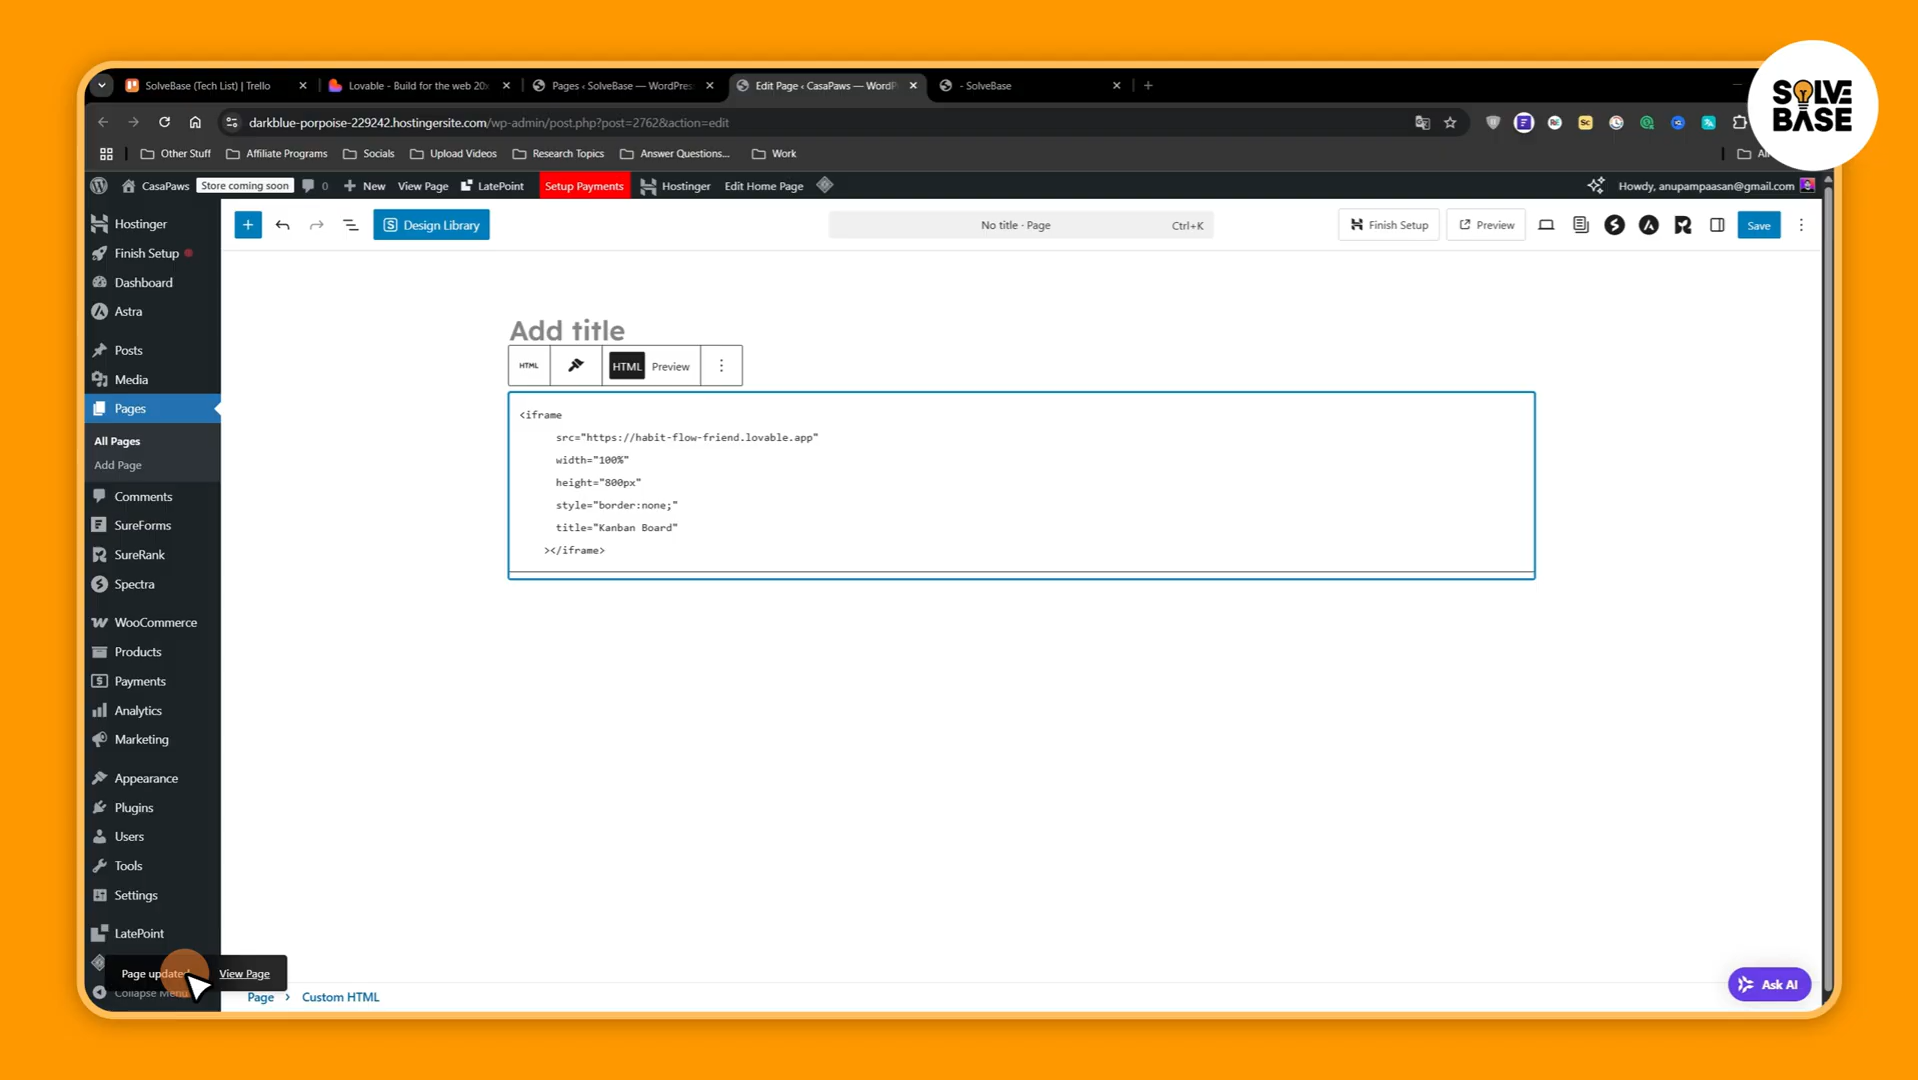 SolveBase (Tech List) | Trello
Lovable - Build for the web 20x
Pages ‹ SolveBase — WordPres
Edit Page ‹ CasaPaws — WordP
- SolveBase
SOLVE
BASE
darkblue-porpoise-229242.hostingersite.com/wp-admin/post.php?post=2762&action=edit
Other Stuff
Affiliate Programs
Socials
Upload Videos
Research Topics
Answer Questions...
Work
CasaPaws
Store coming soon
0
New
View Page
LatePoint
Setup Payments
Hostinger
Edit Home Page
Howdy, anupampaasan@gmail.com
Design Library
No title · Page
Ctrl+K
Finish Setup
Preview
Save
Hostinger
Finish Setup
Dashboard
Astra
Posts
Media
Pages
All Pages
Add Page
Comments
SureForms
SureRank
Spectra
WooCommerce
Products
Payments
Analytics
Marketing
Appearance
Plugins
Users
Tools
Settings
LatePoint
Collapse Menu
Add title
HTML
HTML
Preview
<iframe
src="https://habit-flow-friend.lovable.app"
width="100%"
height="800px"
style="border:none;"
title="Kanban Board"
></iframe>
Page updated
View Page
Page › Custom HTML
Ask AI